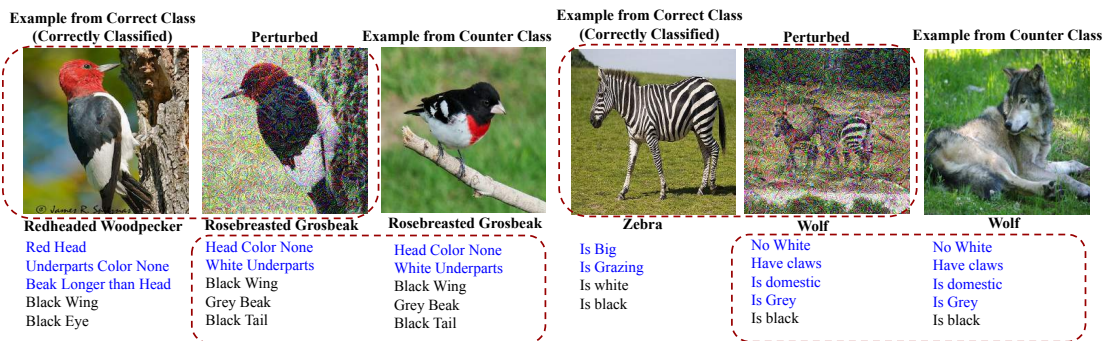 Example from Correct Class
(Correctly Classified)
Perturbed
Example from Counter Class
Redheaded Woodpecker
Red Head
Underparts Color None
Beak Longer than Head
Black Wing
Black Eye
Rosebreasted Grosbeak
Head Color None
White Underparts
Black Wing
Grey Beak
Black Tail
Rosebreasted Grosbeak
Head Color None
White Underparts
Black Wing
Grey Beak
Black Tail
Example from Correct Class
(Correctly Classified)
Perturbed
Example from Counter Class
Zebra
Is Big
Is Grazing
Is white
Is black
Wolf
No White
Have claws
Is domestic
Is Grey
Is black
Wolf
No White
Have claws
Is domestic
Is Grey
Is black
© James R.